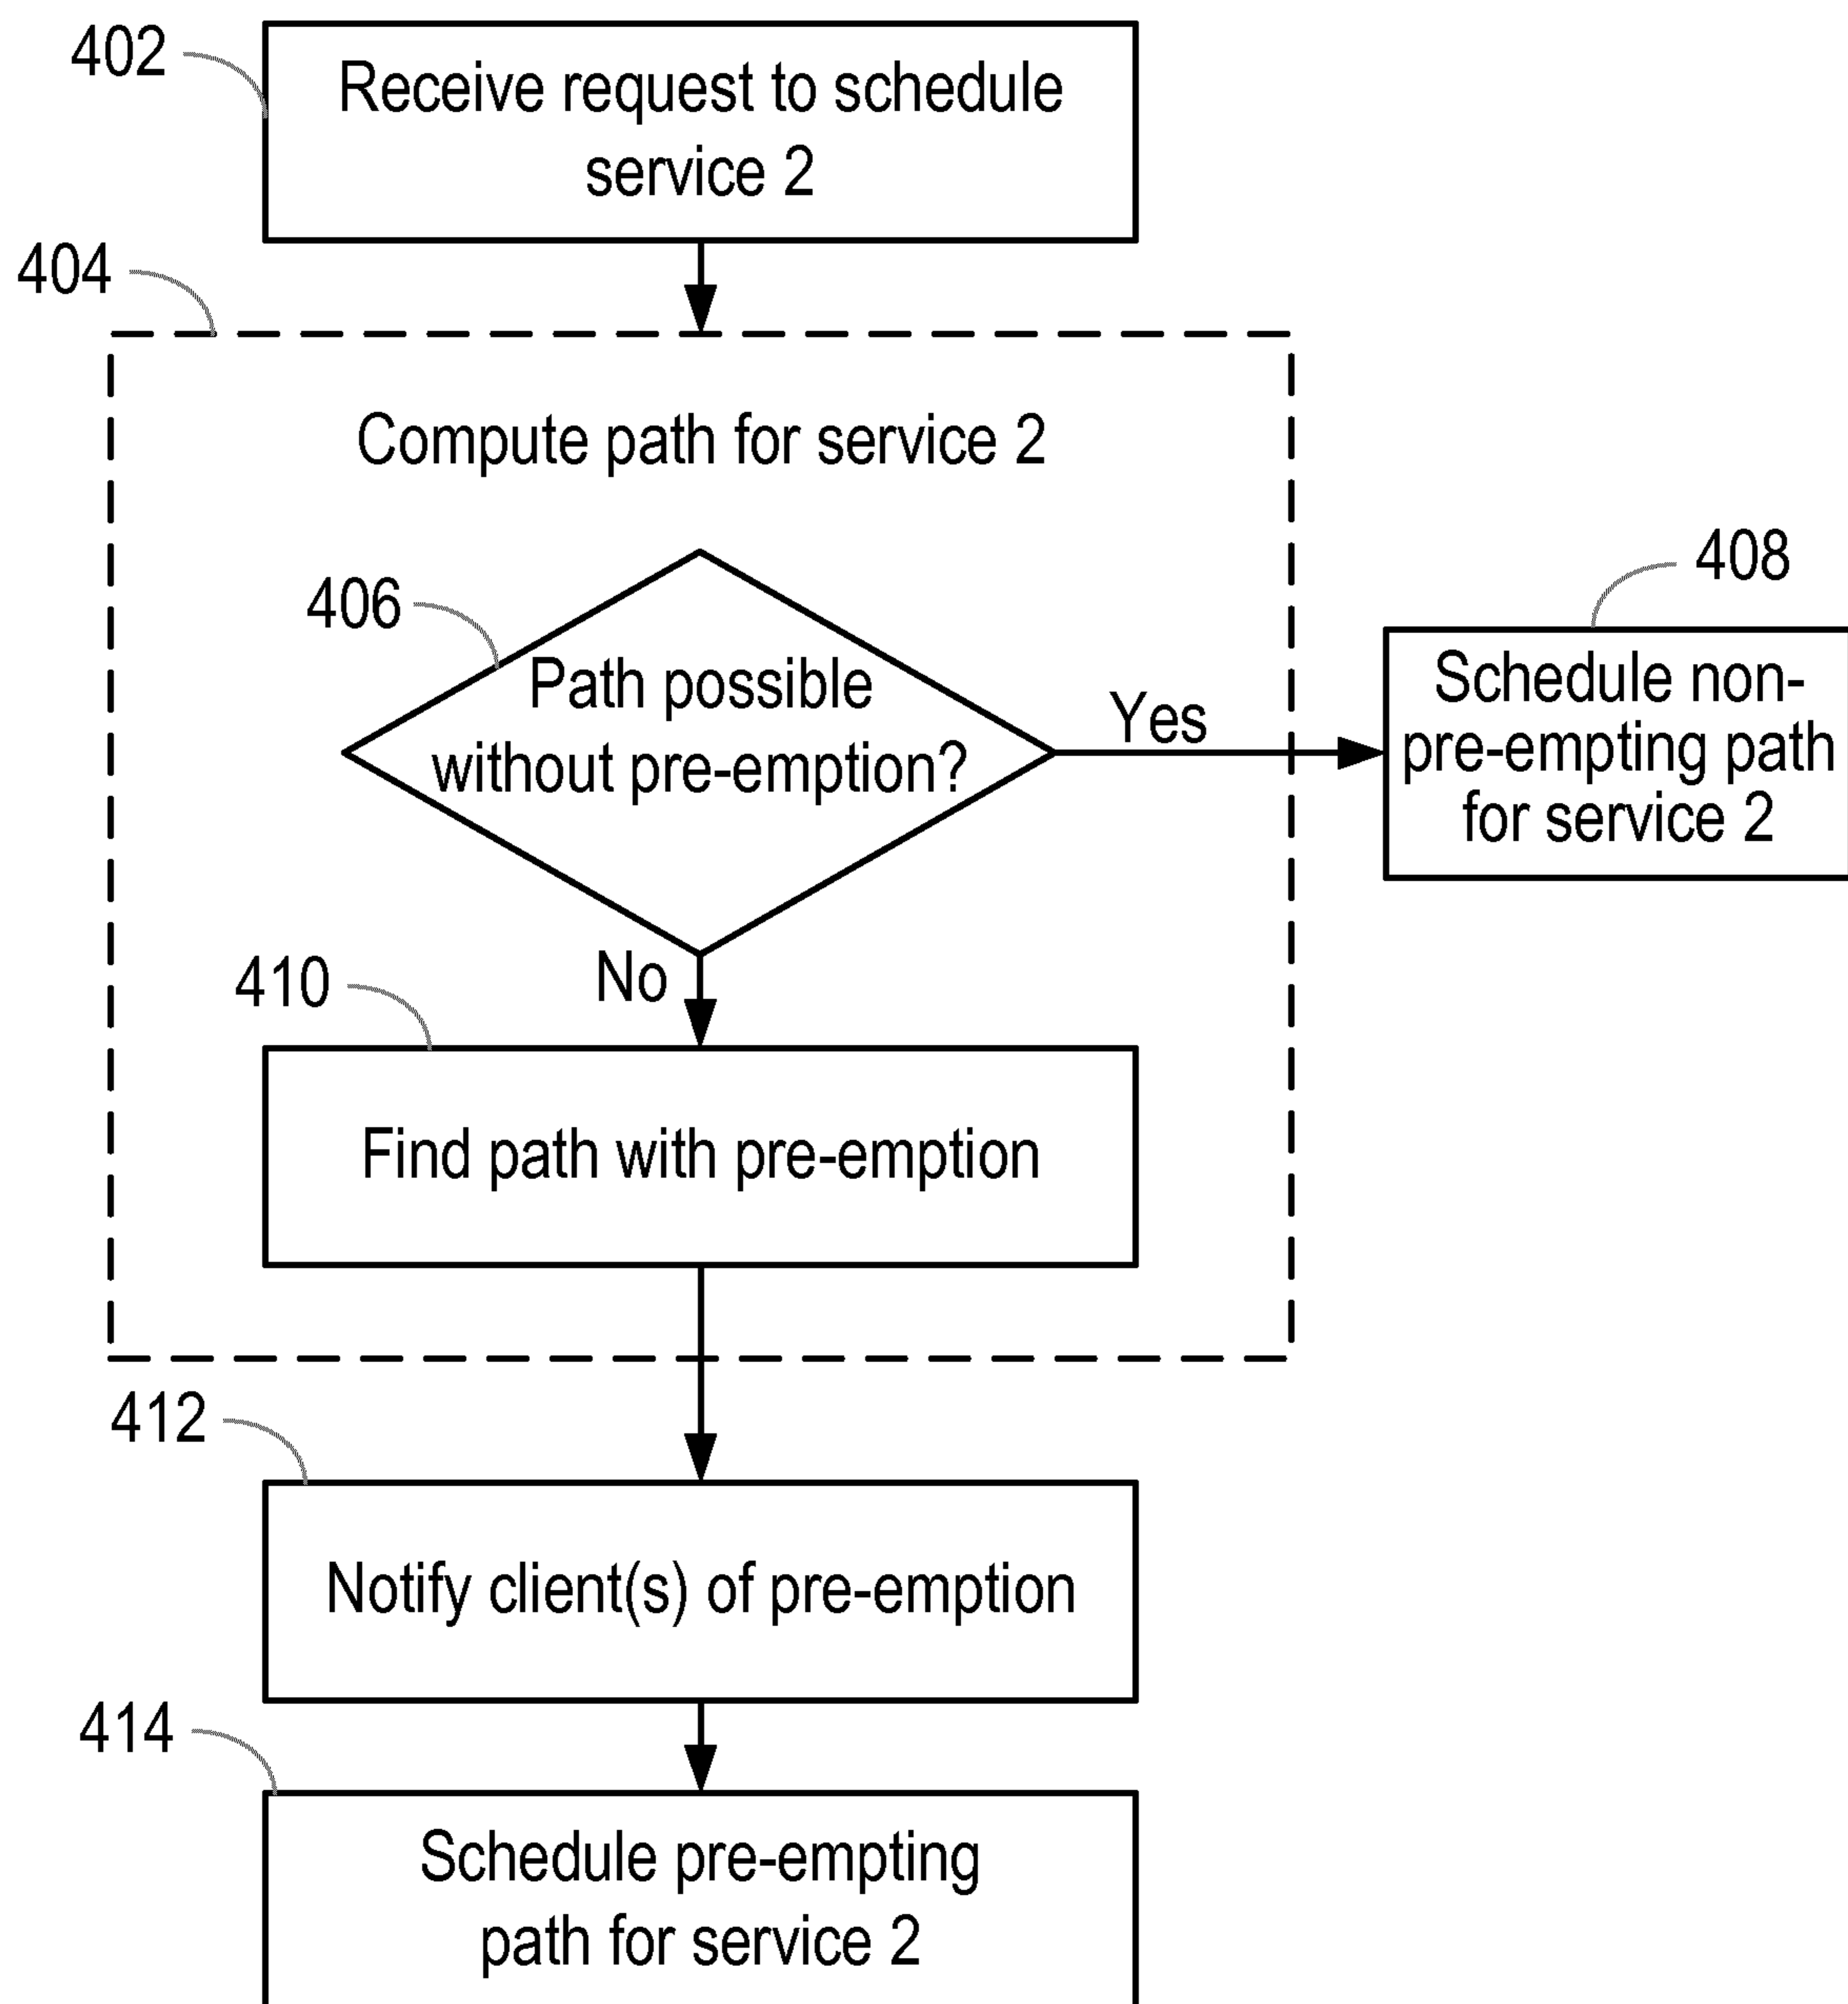 402
Receive request to schedule
service 2
404
Compute path for service 2
406
Path possible
without pre-emption?
Yes
408
Schedule non-
pre-empting path
for service 2
No
410
Find path with pre-emption
412
Notify client(s) of pre-emption
414
Schedule pre-empting
path for service 2